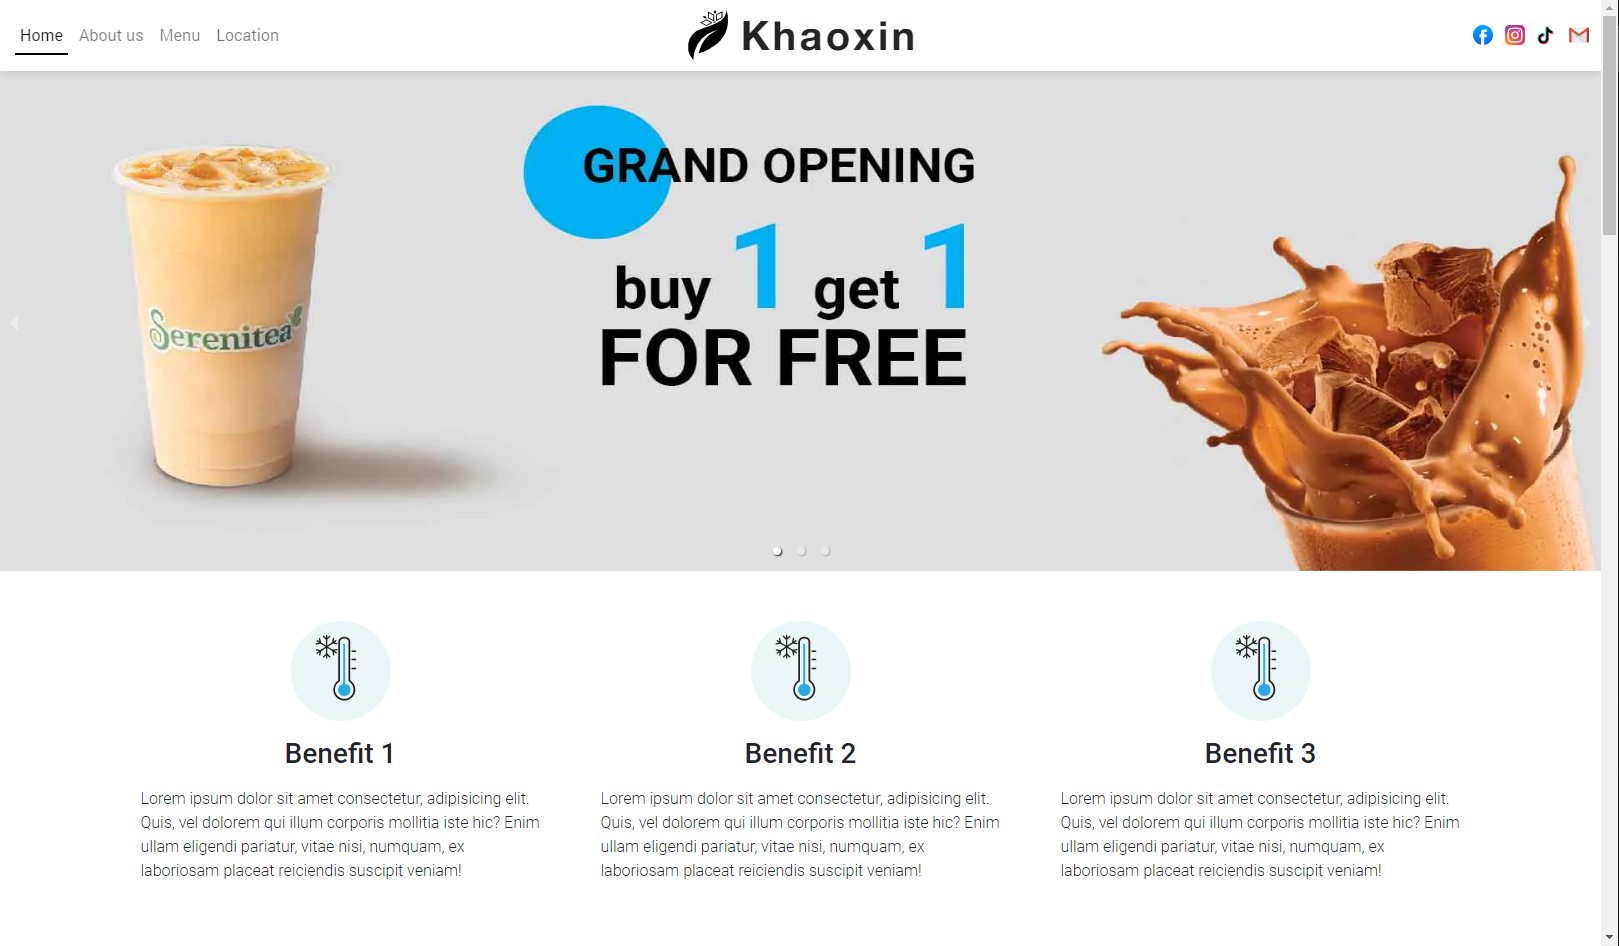 Home About us Menu Location
Khaoxin
GRAND OPENING
buy 1 get 1
FOR FREE
Serenitea
Benefit 1
Lorem ipsum dolor sit amet consectetur, adipisicing elit.
Quis, vel dolorem qui illum corporis mollitia iste hic? Enim
ullam eligendi pariatur, vitae nisi, numquam, ex
laboriosam placeat reiciendis suscipit veniam!
Benefit 2
Lorem ipsum dolor sit amet consectetur, adipisicing elit.
Quis, vel dolorem qui illum corporis mollitia iste hic? Enim
ullam eligendi pariatur, vitae nisi, numquam, ex
laboriosam placeat reiciendis suscipit veniam!
Benefit 3
Lorem ipsum dolor sit amet consectetur, adipisicing elit.
Quis, vel dolorem qui illum corporis mollitia iste hic? Enim
ullam eligendi pariatur, vitae nisi, numquam, ex
laboriosam placeat reiciendis suscipit veniam!